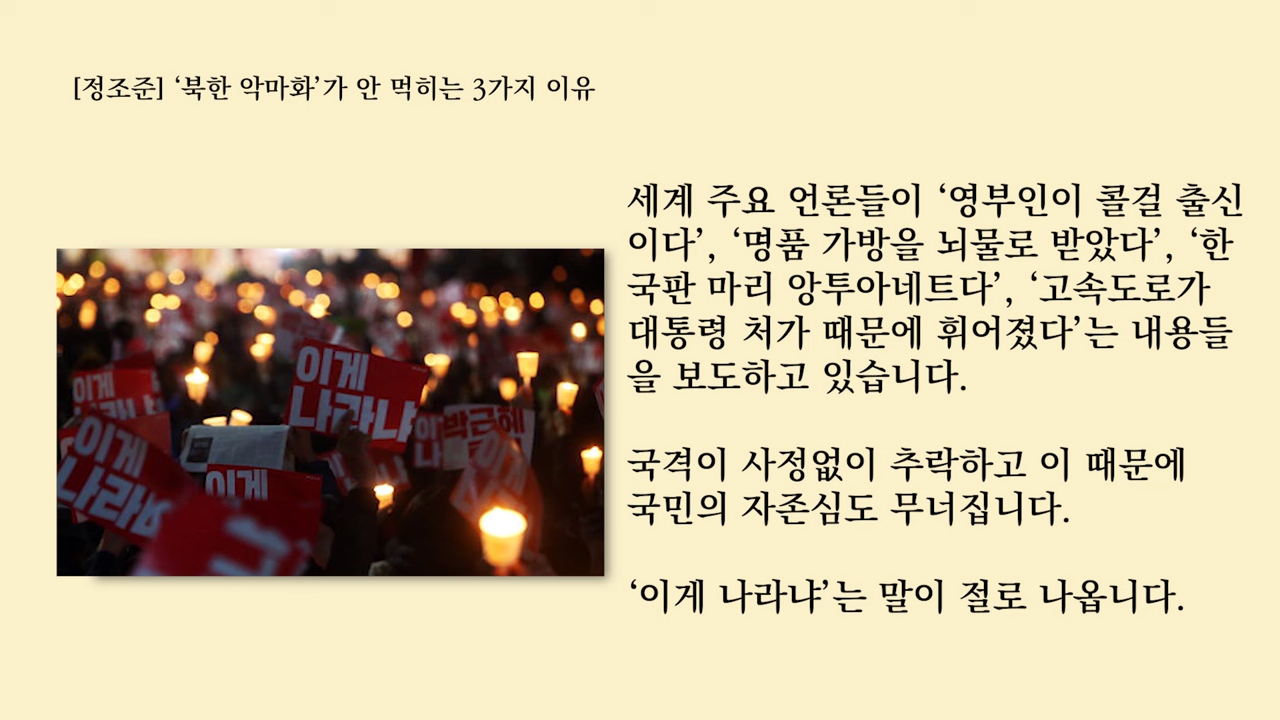 [정조준] ‘북한 악마화’가 안 먹히는 3가지 이유
세계 주요 언론들이 ‘영부인이 콜걸 출신
이다’, ‘명품 가방을 뇌물로 받았다’, ‘한
국판 마리 앙투아네트다’, ‘고속도로가
대통령 처가 때문에 휘어졌다’는 내용들
을 보도하고 있습니다.
국격이 사정없이 추락하고 이 때문에
국민의 자존심도 무너집니다.
‘이게 나라냐’는 말이 절로 나옵니다.
이게
나라냐
이게
나라냐
박근혜
이게
나라냐
이게